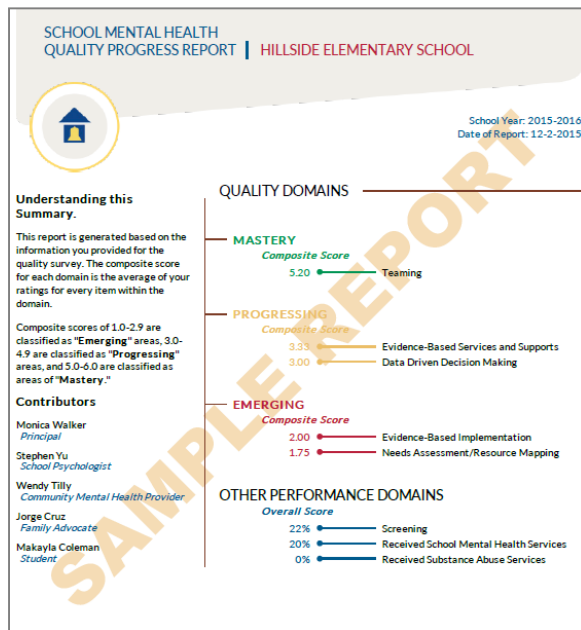 SCHOOL MENTAL HEALTH
QUALITY PROGRESS REPORT | HILLSIDE ELEMENTARY SCHOOL
School Year: 2015-2016
Date of Report: 12-2-2015
Understanding this
Summary.
This report is generated based on the
information you provided for the
quality survey. The composite score
for each domain is the average of your
ratings for every item within the
domain.
Composite scores of 1.0-2.9 are
classified as "Emerging" areas, 3.0-
4.9 are classified as "Progressing"
areas, and 5.0-6.0 are classified as
areas of "Mastery."
Contributors
Monica Walker
Principal
Stephen Yu
School Psychologist
Wendy Tilly
Community Mental Health Provider
Jorge Cruz
Family Advocate
Makayla Coleman
Student
QUALITY DOMAINS
MASTERY
Composite Score
5.20 Teaming
PROGRESSING
Composite Score
3.33 Evidence-Based Services and Supports
3.00 Data Driven Decision Making
EMERGING
Composite Score
2.00 Evidence-Based Implementation
1.75 Needs Assessment/Resource Mapping
OTHER PERFORMANCE DOMAINS
Overall Score
22% Screening
20% Received School Mental Health Services
0% Received Substance Abuse Services
SAMPLE REPORT